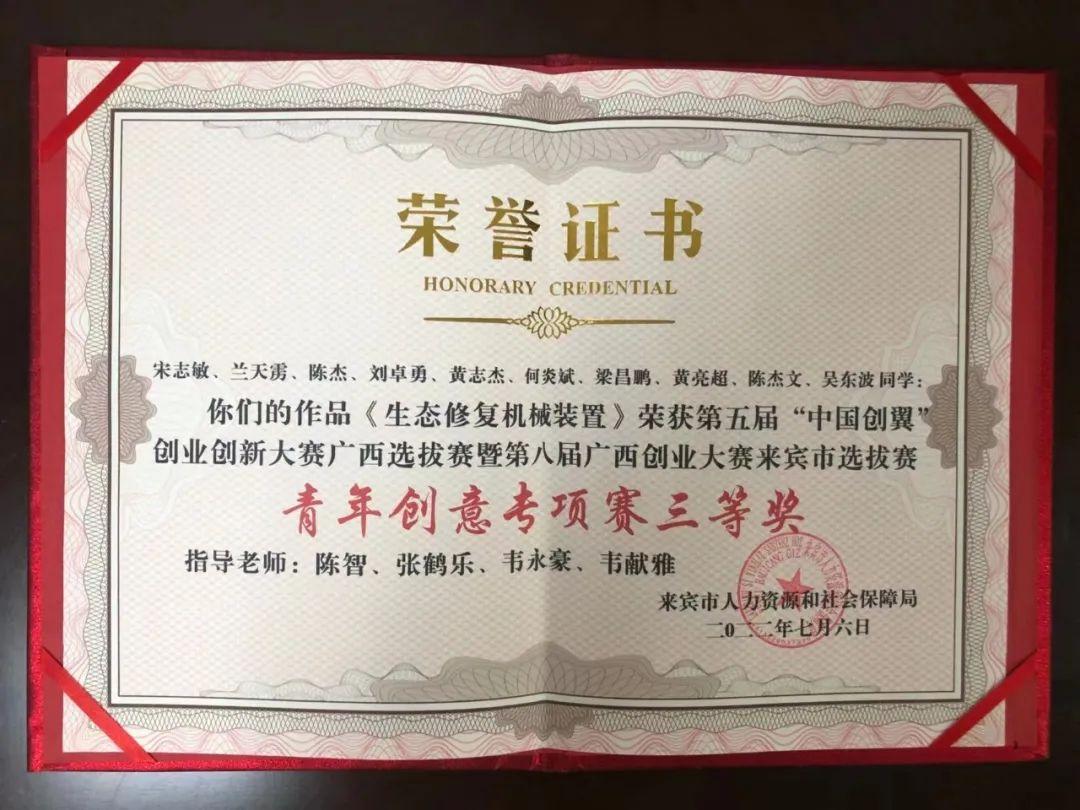 荣誉证书
HONORARY CREDENTIAL
宋志敏、兰天雳、陈杰、刘卓勇、黄志杰、何炎斌、梁昌鹏、黄亮超、陈杰文、吴东波同学：
你们的作品《生态修复机械装置》荣获第五届“中国创翼”
创业创新大赛广西选拔赛暨第八届广西创业大赛来宾市选拔赛
青年创意专项赛三等奖
指导老师：陈智、张鹤乐、韦永豪、韦献雅
来宾市人力资源和社会保障局
二0二二年七月六日